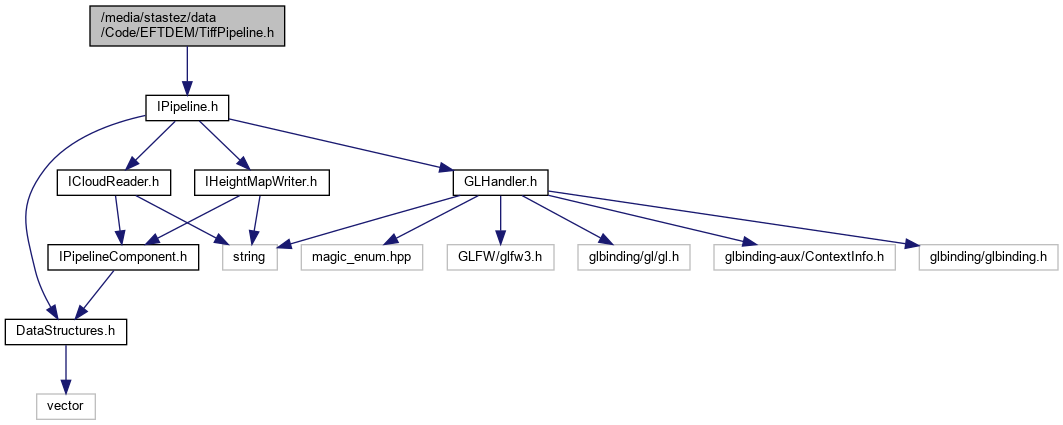 /media/stastez/data
/Code/EFTDEM/TiffPipeline.h
IPipeline.h
ICloudReader.h
IHeightMapWriter.h
GLHandler.h
IPipelineComponent.h
string
magic_enum.hpp
GLFW/glfw3.h
glbinding/gl/gl.h
glbinding-aux/ContextInfo.h
glbinding/glbinding.h
DataStructures.h
vector